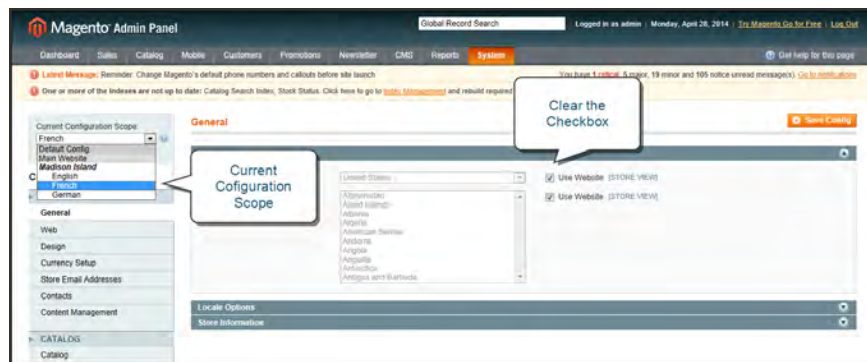 Magento Admin Panel
Global Record Search
Logged in as admin | Monday, April 28, 2014 | Try Magento Go for Free | Log Out
Dashboard Sales Catalog Mobile Customers Promotions Newsletter CMS Reports System
Get help for this page
Latest Message: Reminder: Change Magento's default phone numbers and callouts before site launch
You have 1 critical, 5 major, 19 minor and 105 notice unread message(s). Go to notifications
One or more of the Indexes are not up to date: Catalog Search Index, Stock Status. Click here to go to Index Management and rebuild required
Clear the
Checkbox
Current Configuration Scope:
French
Default Config
Main Website
Madison Island
English
French
German
General
Save Config
Current
Cofiguration
Scope
United States
Use Website [STORE VIEW]
Afghanistan
Åland Islands
Albania
Algeria
American Samoa
Andorra
Angola
Anguilla
Antarctica
Antigua and Barbuda
Use Website [STORE VIEW]
General
Web
Design
Currency Setup
Store Email Addresses
Contacts
Content Management
CATALOG
Catalog
Locale Options
Store Information